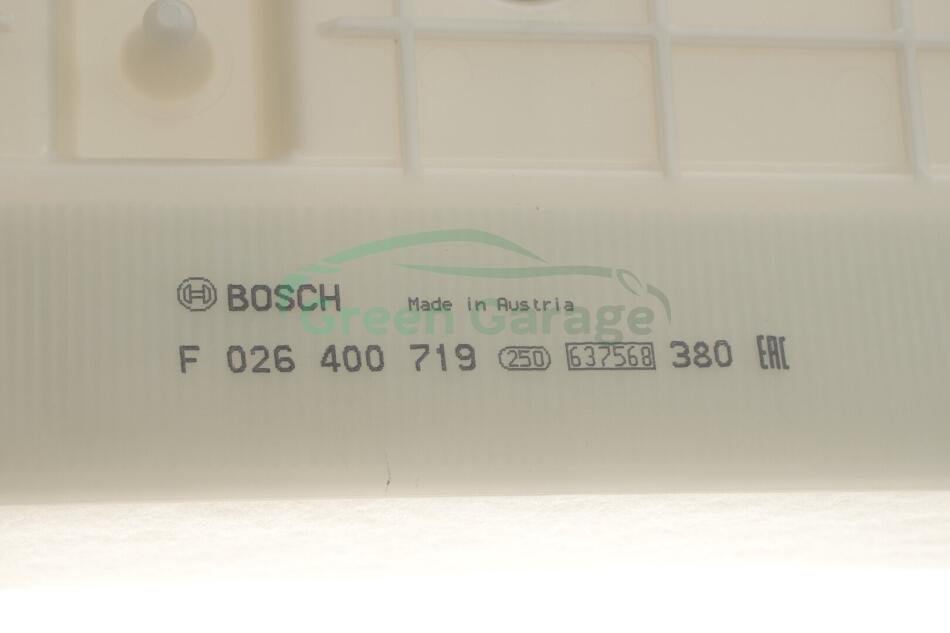 BOSCH Made in Austria
Green Garage
F 026 400 719 250 637568 380 EAC